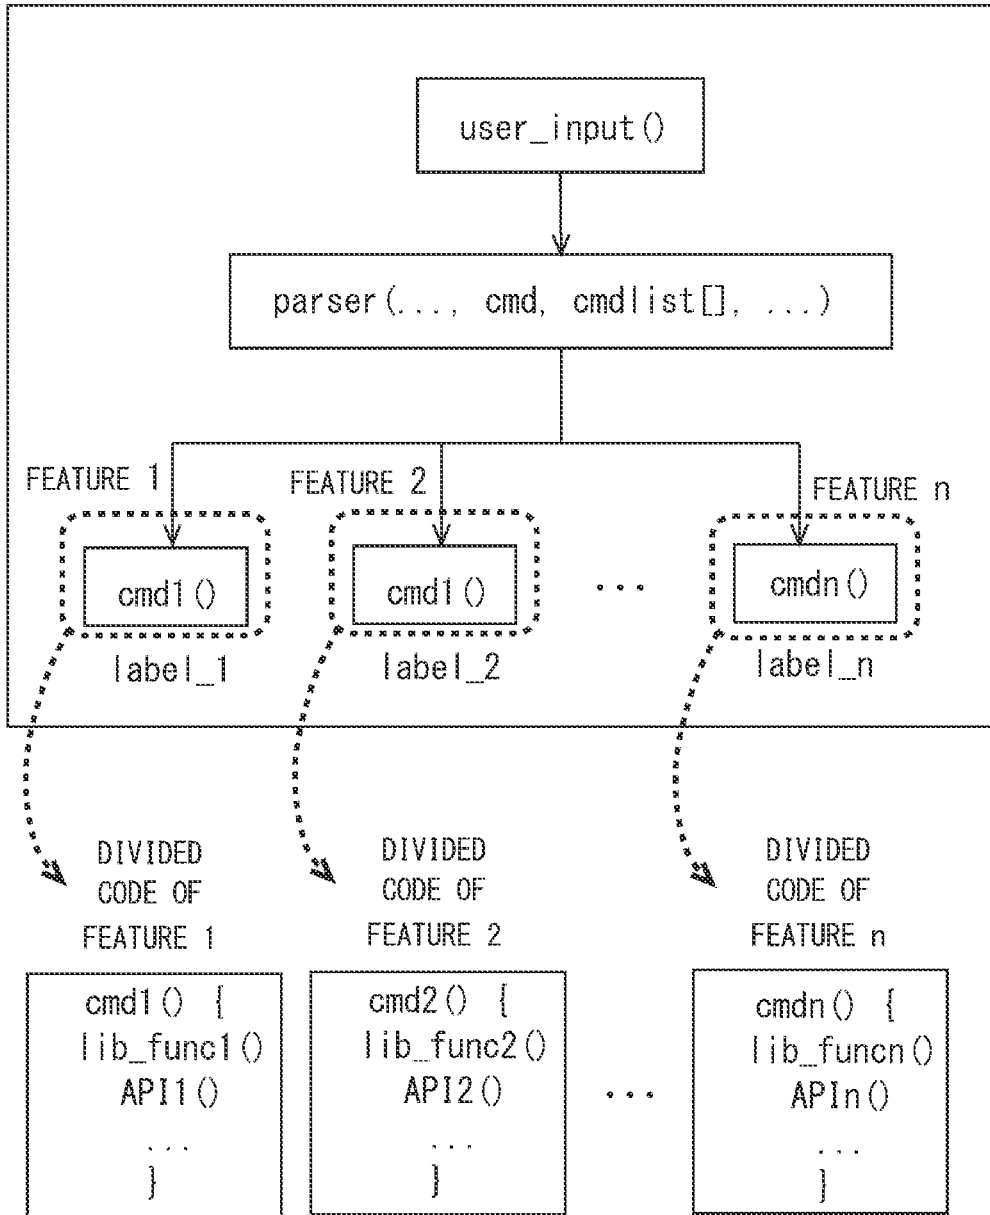 user_input()
parser(..., cmd, cmdlist[], ...)
FEATURE 1
FEATURE 2
FEATURE n
cmd1()
cmd1()
...
cmdn()
label_1
label_2
label_n
DIVIDED
CODE OF
FEATURE 1
DIVIDED
CODE OF
FEATURE 2
DIVIDED
CODE OF
FEATURE n
cmd1() {
lib_func1()
API1()
...
}
cmd2() {
lib_func2()
API2()
...
}
...
cmdn() {
lib_funcn()
APIn()
...
}